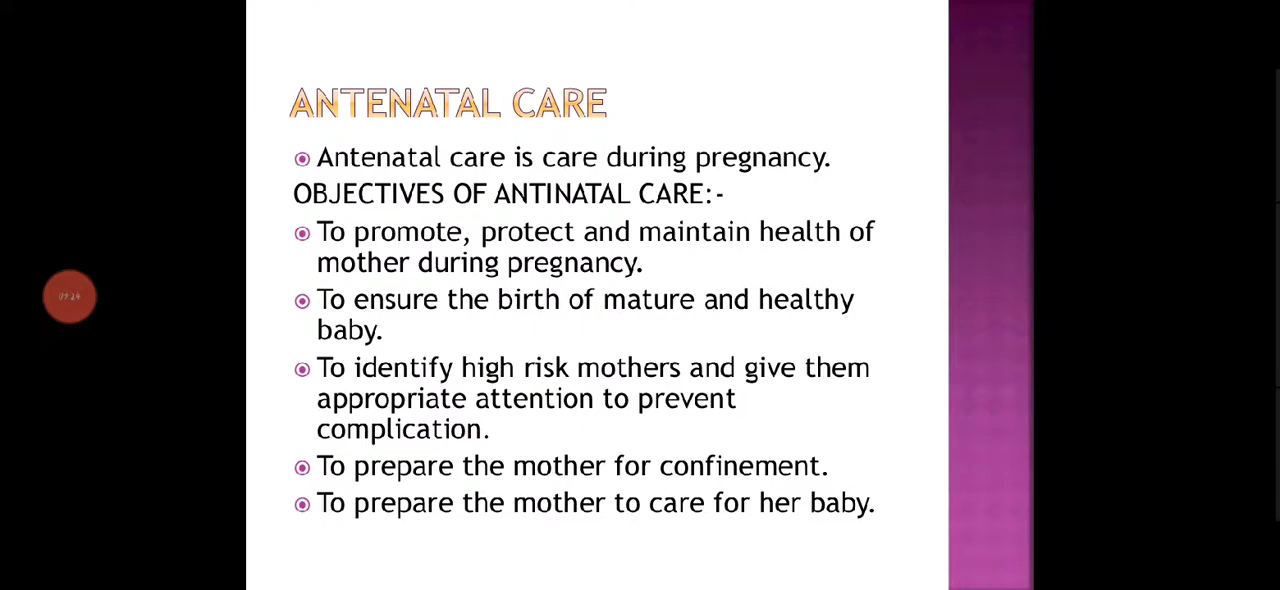 ANTENATAL CARE
Antenatal care is care during pregnancy.
OBJECTIVES OF ANTINATAL CARE:-
To promote, protect and maintain health of
mother during pregnancy.
To ensure the birth of mature and healthy
baby.
To identify high risk mothers and give them
appropriate attention to prevent
complication.
To prepare the mother for confinement.
To prepare the mother to care for her baby.